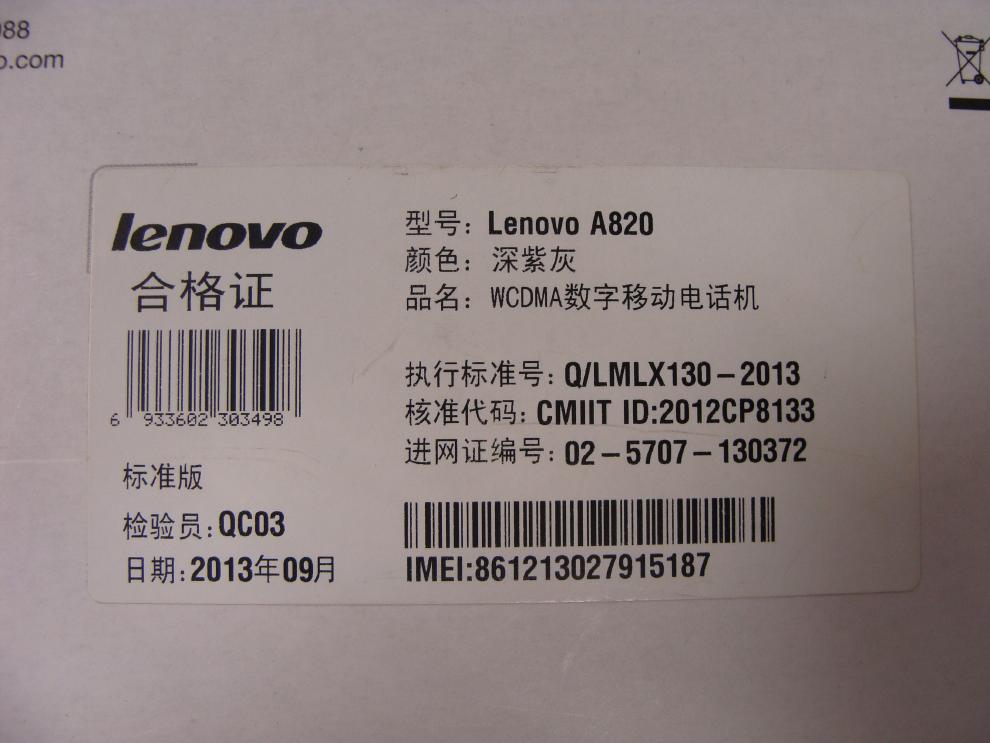 088
o.com
lenovo
合格证
6 933602 303498
标准版
检验员:QC03
日期:2013年09月
型号: Lenovo A820
颜色: 深紫灰
品名: WCDMA数字移动电话机
执行标准号: Q/LMLX130-2013
核准代码: CMIIT ID:2012CP8133
进网证编号: 02-5707-130372
IMEI:861213027915187